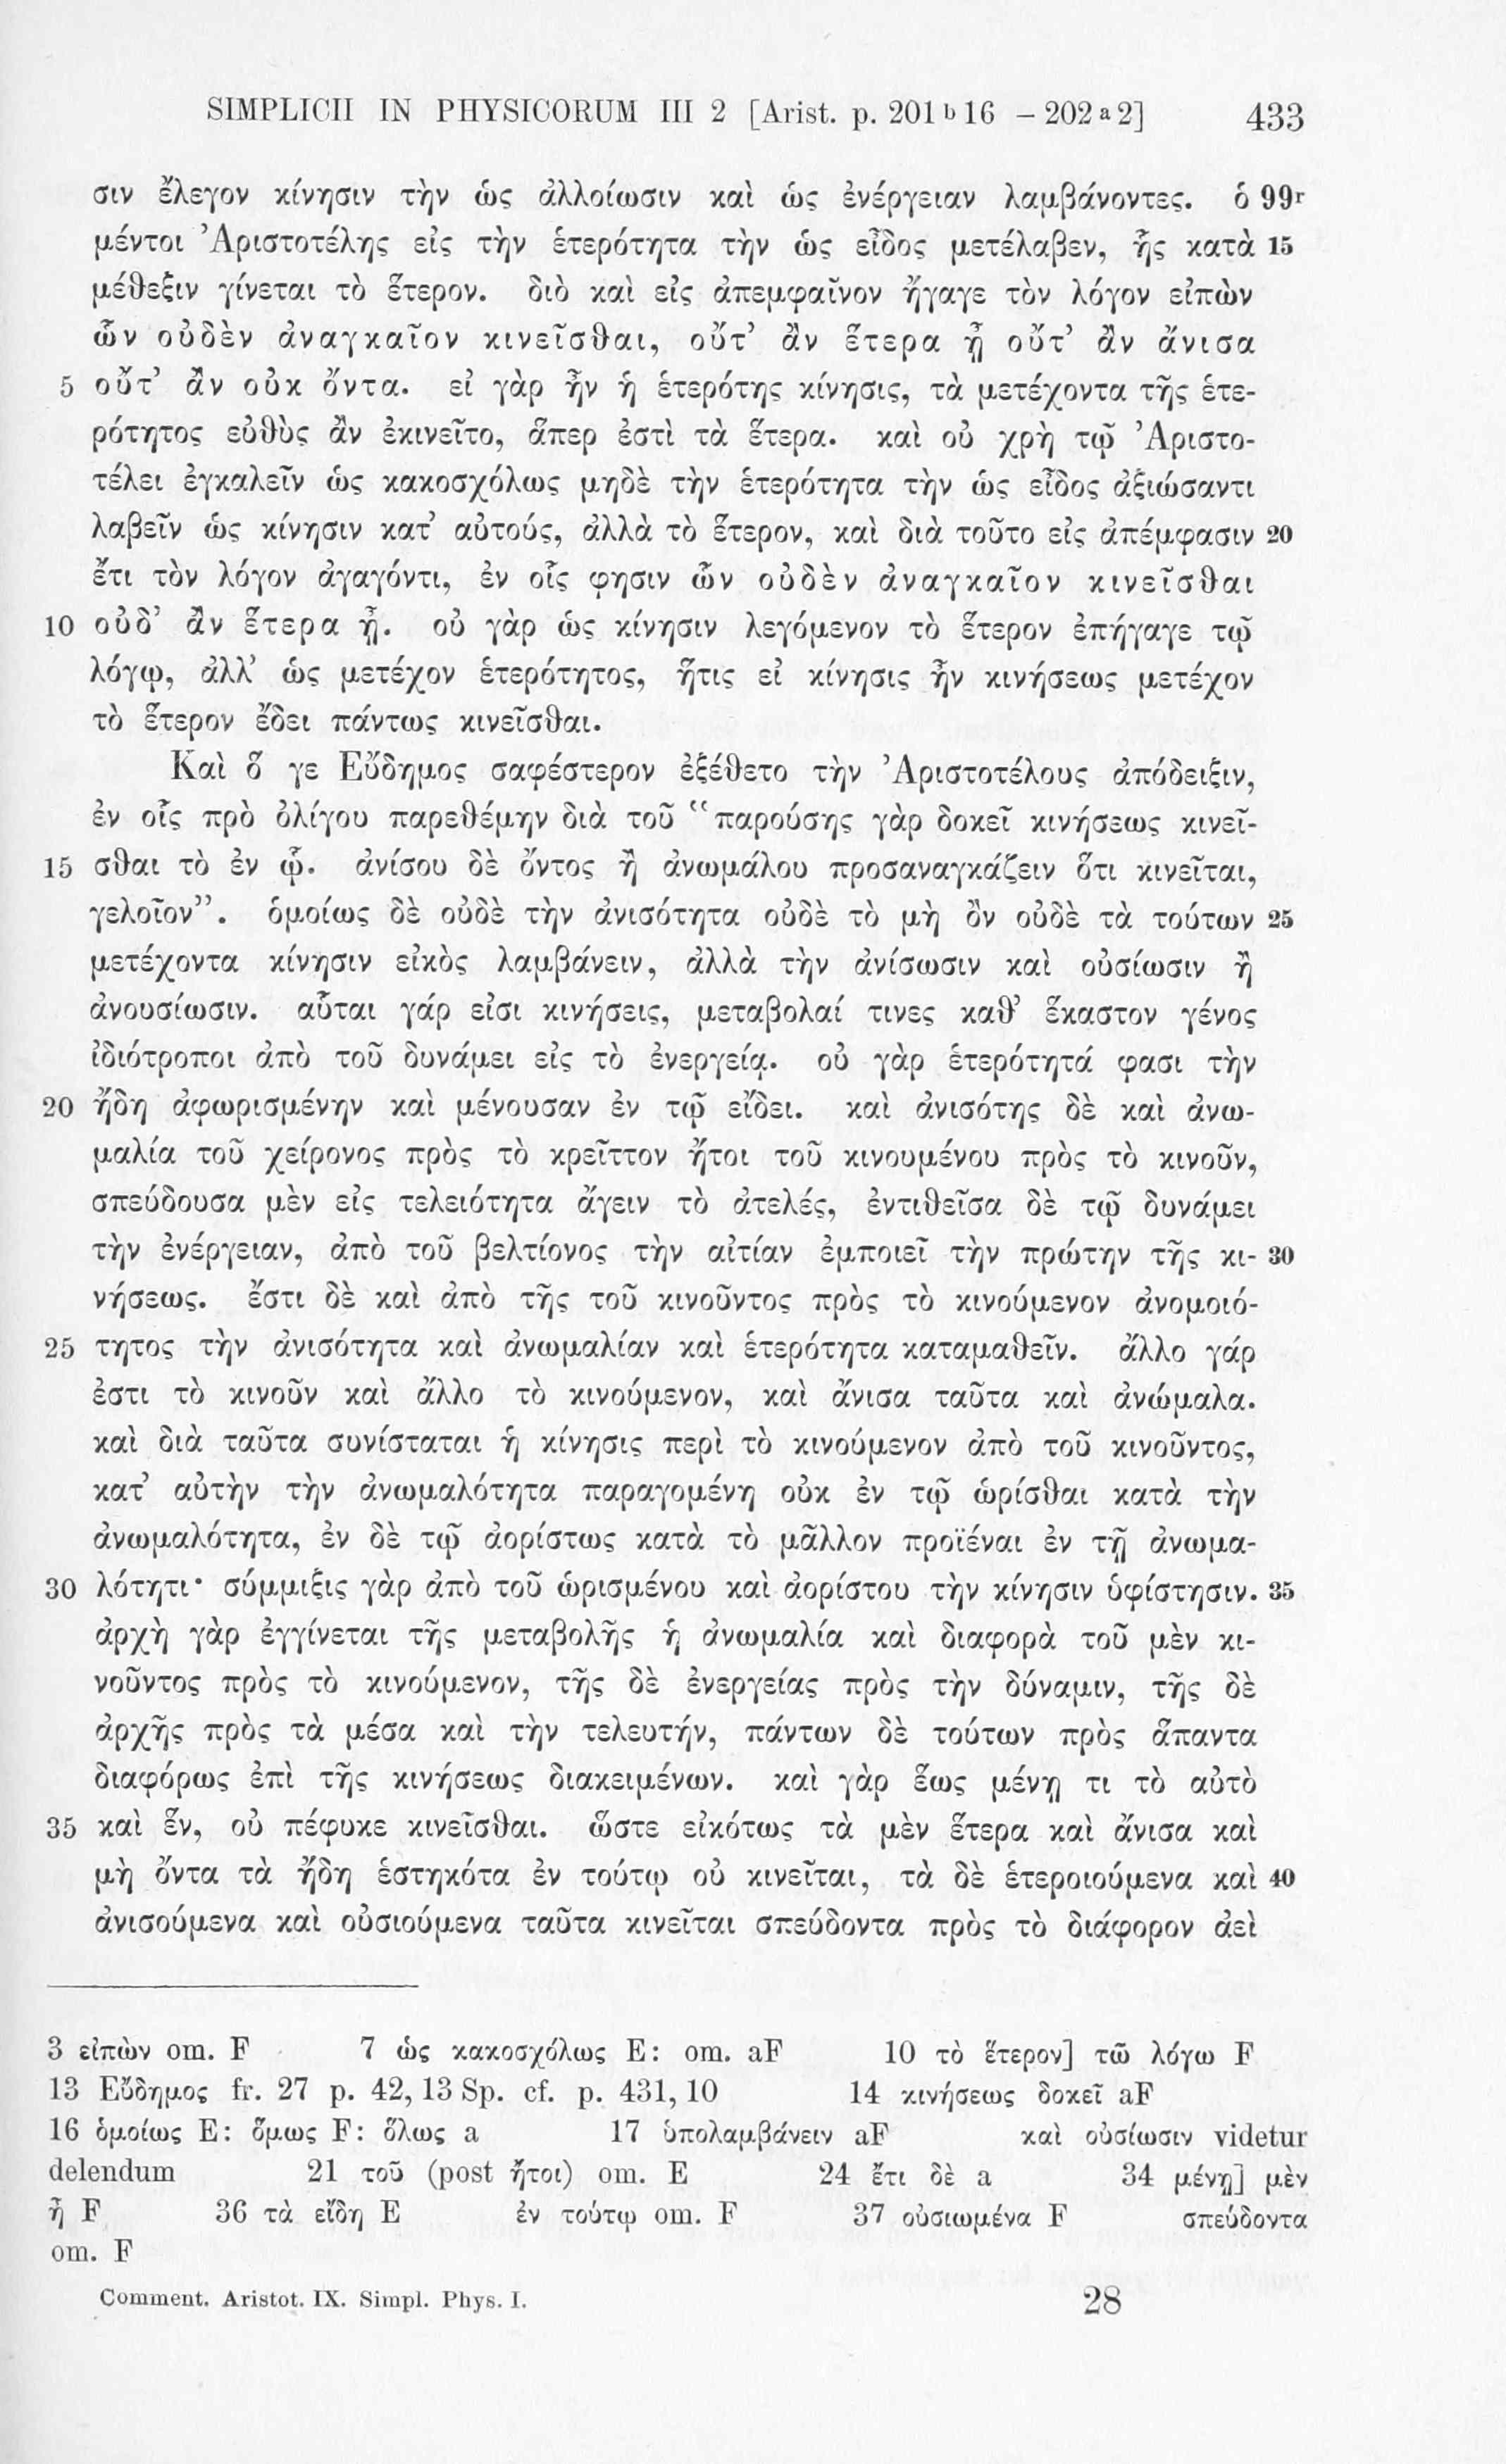 SIMPLICII IN PHYSICORUM III 2 [Arist. p. 201 b 16 – 202 a 2] 433
σιν ἔλεγον κίνησιν τὴν ὡς ἀλλοίωσιν καὶ ὡς ἐνέργειαν λαμβάνοντες. ὁ 99r
μέντοι Ἀριστοτέλης εἰς τὴν ἑτερότητα τὴν ὡς εἶδος μετέλαβεν, ἧς κατὰ 15
μέθεξιν γίνεται τὸ ἕτερον. διὸ καὶ εἰς ἀπεμφαῖνον ἤγαγε τὸν λόγον εἰπὼν
ὧν οὐδὲν ἀναγκαῖον κινεῖσθαι, οὔτ’ ἂν ἕτερα ᾖ οὔτ’ ἂν ἄνισα
5 οὔτ’ ἂν οὐκ ὄντα. εἰ γὰρ ἦν ἡ ἑτερότης κίνησις, τὰ μετέχοντα τῆς ἑτε-
ρότητος εὐθὺς ἂν ἐκινεῖτο, ἅπερ ἐστὶ τὰ ἕτερα. καὶ οὐ χρὴ τῷ Ἀριστο-
τέλει ἐγκαλεῖν ὡς κακοσχόλως μηδὲ τὴν ἑτερότητα τὴν ὡς εἶδος ἀξιώσαντι
λαβεῖν ὡς κίνησιν κατ’ αὐτούς, ἀλλὰ τὸ ἕτερον, καὶ διὰ τοῦτο εἰς ἀπέμφασιν 20
ἔτι τὸν λόγον ἀγαγόντι, ἐν οἷς φησιν ὧν οὐδὲν ἀναγκαῖον κινεῖσθαι
10 οὐδ’ ἂν ἕτερα ᾖ. οὐ γὰρ ὡς κίνησιν λεγόμενον τὸ ἕτερον ἐπήγαγε τῷ
λόγῳ, ἀλλ’ ὡς μετέχον ἑτερότητος, ἥτις εἰ κίνησις ἦν κινήσεως μετέχον
τὸ ἕτερον ἔδει πάντως κινεῖσθαι.
Καὶ ὅ γε Εὔδημος σαφέστερον ἐξέθετο τὴν Ἀριστοτέλους ἀπόδειξιν,
ἐν οἷς πρὸ ὀλίγου παρεθέμην διὰ τοῦ “παρούσης γὰρ δοκεῖ κινήσεως κινεῖ-
15 σθαι τὸ ἐν ᾧ. ἀνίσου δὲ ὄντος ἢ ἀνωμάλου προσαναγκάζειν ὅτι κινεῖται,
γελοῖον”. ὁμοίως δὲ οὐδὲ τὴν ἀνισότητα οὐδὲ τὸ μὴ ὂν οὐδὲ τὰ τούτων 25
μετέχοντα κίνησιν εἰκὸς λαμβάνειν, ἀλλὰ τὴν ἀνίσωσιν καὶ οὐσίωσιν ἢ
ἀνουσίωσιν. αὗται γάρ εἰσι κινήσεις, μεταβολαί τινες καθ’ ἕκαστον γένος
ἰδιότροποι ἀπὸ τοῦ δυνάμει εἰς τὸ ἐνεργείᾳ. οὐ γὰρ ἑτερότητά φασι τὴν
20 ἤδη ἀφωρισμένην καὶ μένουσαν ἐν τῷ εἴδει. καὶ ἀνισότης δὲ καὶ ἀνω-
μαλία τοῦ χείρονος πρὸς τὸ κρεῖττον ἤτοι τοῦ κινουμένου πρὸς τὸ κινοῦν,
σπεύδουσα μὲν εἰς τελειότητα ἄγειν τὸ ἀτελές, ἐντιθεῖσα δὲ τῷ δυνάμει
τὴν ἐνέργειαν, ἀπὸ τοῦ βελτίονος τὴν αἰτίαν ἐμποιεῖ τὴν πρώτην τῆς κι- 30
νήσεως. ἔστι δὲ καὶ ἀπὸ τῆς τοῦ κινοῦντος πρὸς τὸ κινούμενον ἀνομοιό-
25 τητος τὴν ἀνισότητα καὶ ἀνωμαλίαν καὶ ἑτερότητα καταμαθεῖν. ἄλλο γάρ
ἐστι τὸ κινοῦν καὶ ἄλλο τὸ κινούμενον, καὶ ἄνισα ταῦτα καὶ ἀνώμαλα.
καὶ διὰ ταῦτα συνίσταται ἡ κίνησις περὶ τὸ κινούμενον ἀπὸ τοῦ κινοῦντος,
κατ’ αὐτὴν τὴν ἀνωμαλότητα παραγομένη οὐκ ἐν τῷ ὡρίσθαι κατὰ τὴν
ἀνωμαλότητα, ἐν δὲ τῷ ἀορίστως κατὰ τὸ μᾶλλον προϊέναι ἐν τῇ ἀνωμα-
30 λότητι· σύμμιξις γὰρ ἀπὸ τοῦ ὡρισμένου καὶ ἀορίστου τὴν κίνησιν ὑφίστησιν. 35
ἀρχὴ γὰρ ἐγγίνεται τῆς μεταβολῆς ἡ ἀνωμαλία καὶ διαφορὰ τοῦ μὲν κι-
νοῦντος πρὸς τὸ κινούμενον, τῆς δὲ ἐνεργείας πρὸς τὴν δύναμιν, τῆς δὲ
ἀρχῆς πρὸς τὰ μέσα καὶ τὴν τελευτήν, πάντων δὲ τούτων πρὸς ἅπαντα
διαφόρως ἐπὶ τῆς κινήσεως διακειμένων. καὶ γὰρ ἕως μένῃ τι τὸ αὐτὸ
35 καὶ ἕν, οὐ πέφυκε κινεῖσθαι. ὥστε εἰκότως τὰ μὲν ἕτερα καὶ ἄνισα καὶ
μὴ ὄντα τὰ ἤδη ἑστηκότα ἐν τούτῳ οὐ κινεῖται, τὰ δὲ ἑτεροιούμενα καὶ 40
ἀνισούμενα καὶ οὐσιούμενα ταῦτα κινεῖται σπεύδοντα πρὸς τὸ διάφορον ἀεὶ
3 εἰπὼν om. F 7 ὡς κακοσχόλως E: om. aF 10 τὸ ἕτερον] τῶ λόγω F
13 Εὔδημος fr. 27 p. 42, 13 Sp. cf. p. 431, 10 14 κινήσεως δοκεῖ aF
16 ὁμοίως E: ὅμως F: ὅλως a 17 ὑπολαμβάνειν aF καὶ οὐσίωσιν videtur
delendum 21 τοῦ (post ἤτοι) om. E 24 ἔτι δὲ a 34 μένῃ] μὲν
ἦ F 36 τὰ εἴδη E ἐν τούτῳ om. F 37 οὐσιωμένα F σπεύδοντα
om. F
Comment. Aristot. IX. Simpl. Phys. I. 28